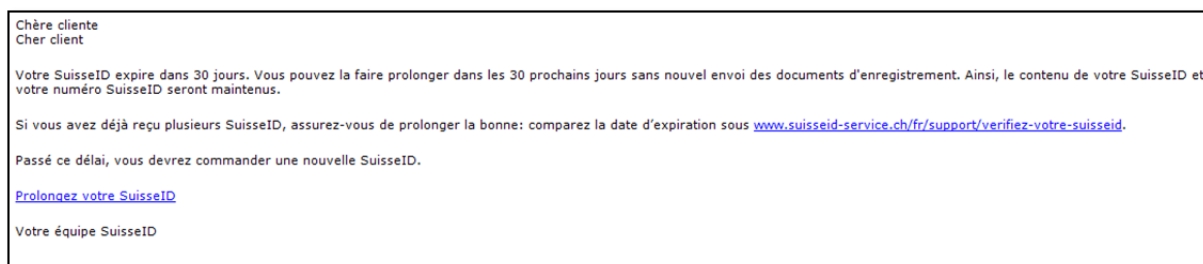 Chère cliente
Cher client
Votre SuisseID expire dans 30 jours. Vous pouvez la faire prolonger dans les 30 prochains jours sans nouvel envoi des documents d'enregistrement. Ainsi, le contenu de votre SuisseID et
votre numéro SuisseID seront maintenus.
Si vous avez déjà reçu plusieurs SuisseID, assurez-vous de prolonger la bonne: comparez la date d'expiration sous www.suisseid-service.ch/fr/support/verifiez-votre-suisseid.
Passé ce délai, vous devrez commander une nouvelle SuisseID.
Prolongez votre SuisseID
Votre équipe SuisseID